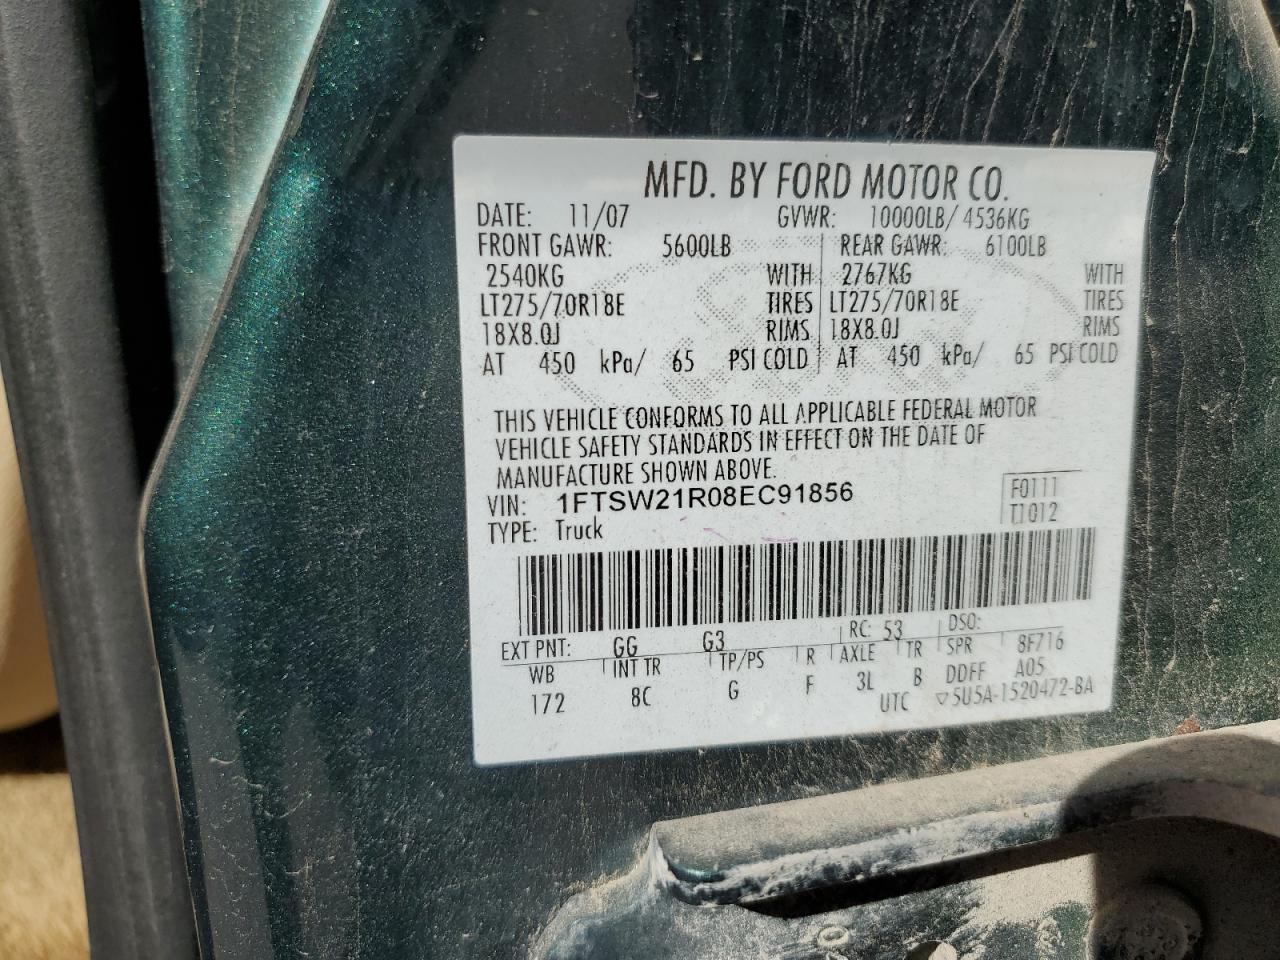 MFD. BY FORD MOTOR CO.
DATE: 11/07 GVWR: 10000LB/ 4536KG
FRONT GAWR: 5600LB REAR GAWR: 6100LB
2540KG WITH 2767KG WITH
LT275/70R18E TIRES LT275/70R18E TIRES
18X8.0J RIMS 18X8.0J RIMS
AT 450 kPa/ 65 PSI COLD AT 450 kPa/ 65 PSI COLD
THIS VEHICLE CONFORMS TO ALL APPLICABLE FEDERAL MOTOR
VEHICLE SAFETY STANDARDS IN EFFECT ON THE DATE OF
MANUFACTURE SHOWN ABOVE.
VIN: 1FTSW21R08EC91856 F0111
TYPE: Truck T1012
EXT PNT: GG G3 RC: 53 DSO:
WB INT TR TP/PS R AXLE TR SPR 8F716
172 8C G F 3L B DDFF A05
UTC ▽5U5A-1520472-BA